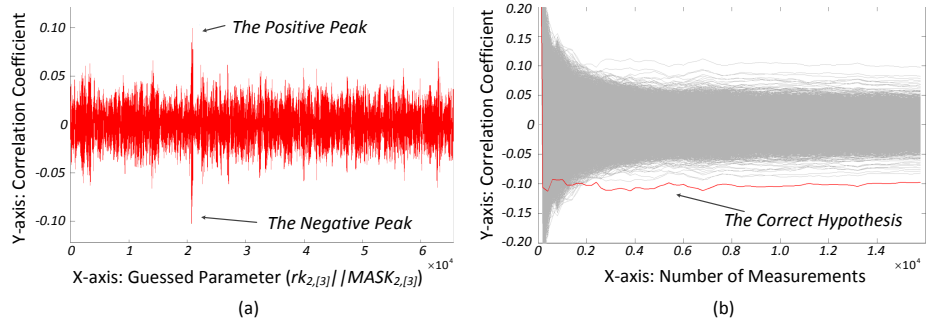 Y-axis: Correlation Coefficient
0.10
0.05
0
-0.05
-0.10
The Positive Peak
The Negative Peak
0 1 2 3 4 5 6
×10⁴
X-axis: Guessed Parameter (rk2,[3]||MASK2,[3])
(a)
Y-axis: Correlation Coefficient
0.20
0.15
0.10
0.05
0.00
-0.05
-0.10
0.15
0.20
The Correct Hypothesis
0 0.2 0.4 0.6 0.8 1.0 1.2 1.4
×10⁴
X-axis: Number of Measurements
(b)